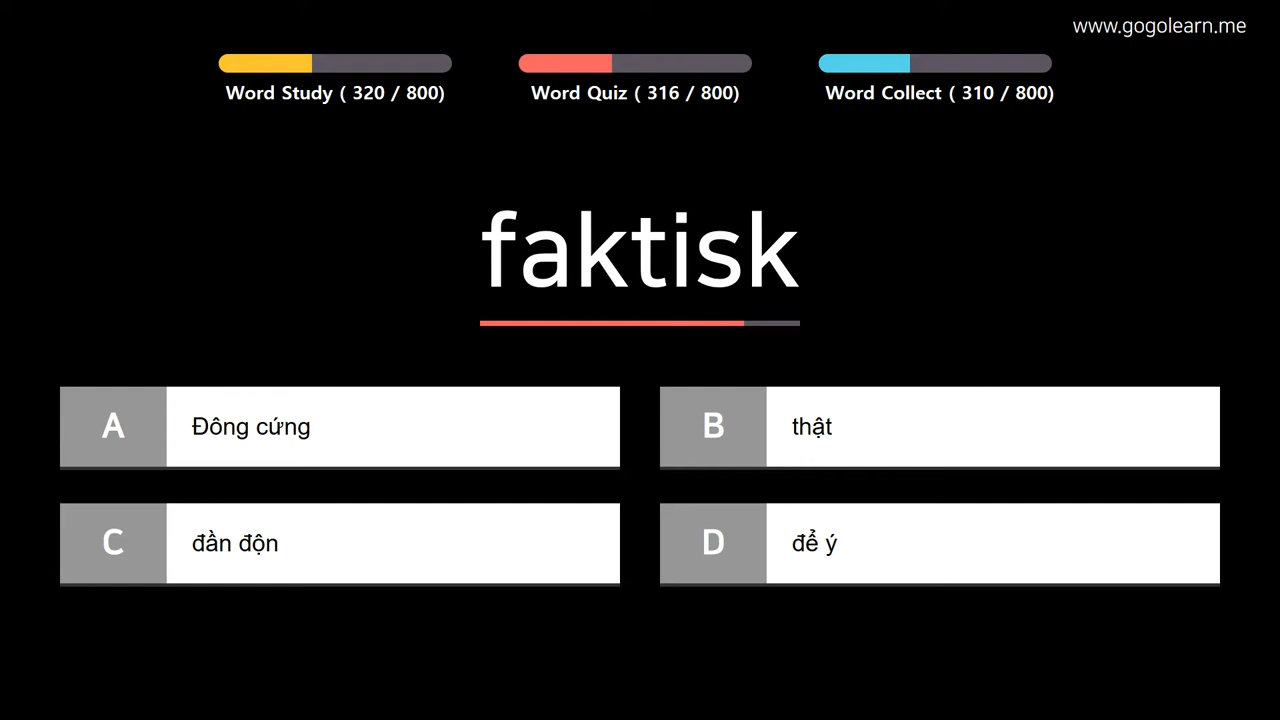 www.gogolearn.me
Word Study ( 320 / 800)
Word Quiz ( 316 / 800)
Word Collect ( 310 / 800)
faktisk
A Đông cứng
B thật
C đần độn
D để ý